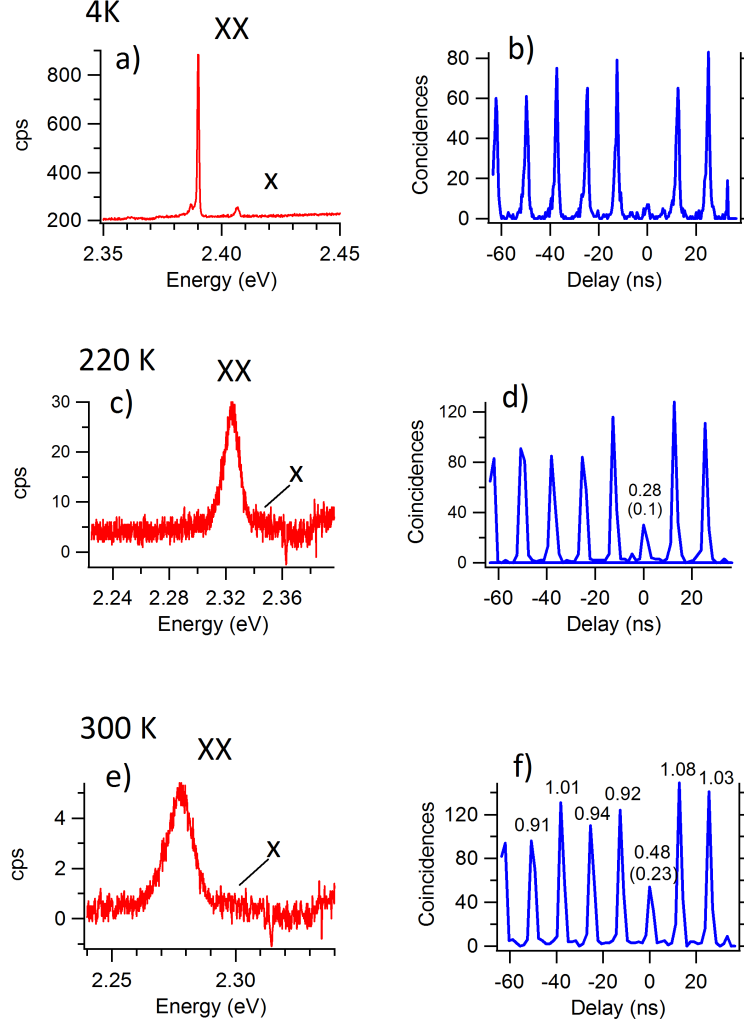 4K
XX
a)
800
600
400
200
cps
x
2.35
2.40
2.45
Energy (eV)
b)
80
60
40
20
0
Concidences
-60
-40
-20
0
20
Delay (ns)
220 K
XX
c)
30
20
10
0
cps
x
2.24
2.28
2.32
2.36
Energy (eV)
d)
120
80
40
0
Coincidences
0.28
(0.1)
-60
-40
-20
0
20
Delay (ns)
300 K
XX
e)
4
2
0
cps
x
2.25
2.30
Energy (eV)
f)
120
80
40
0
Coincidences
0.91
1.01
0.94
0.92
0.48
(0.23)
1.08
1.03
-60
-40
-20
0
20
Delay (ns)